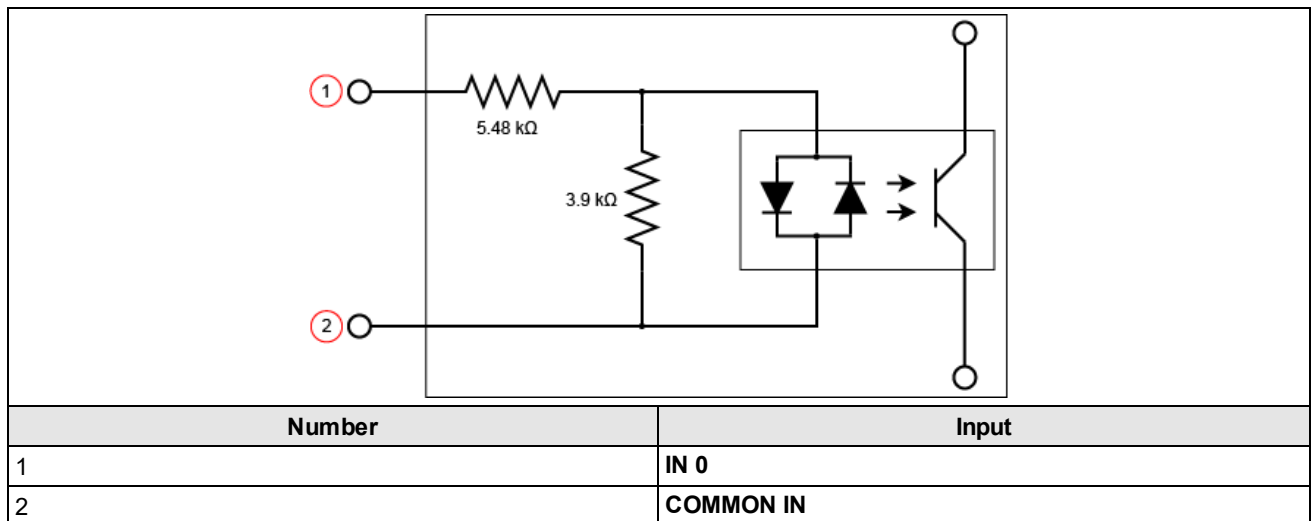 1
5.48 kΩ
3.9 kΩ
2
Number Input
1 IN 0
2 COMMON IN